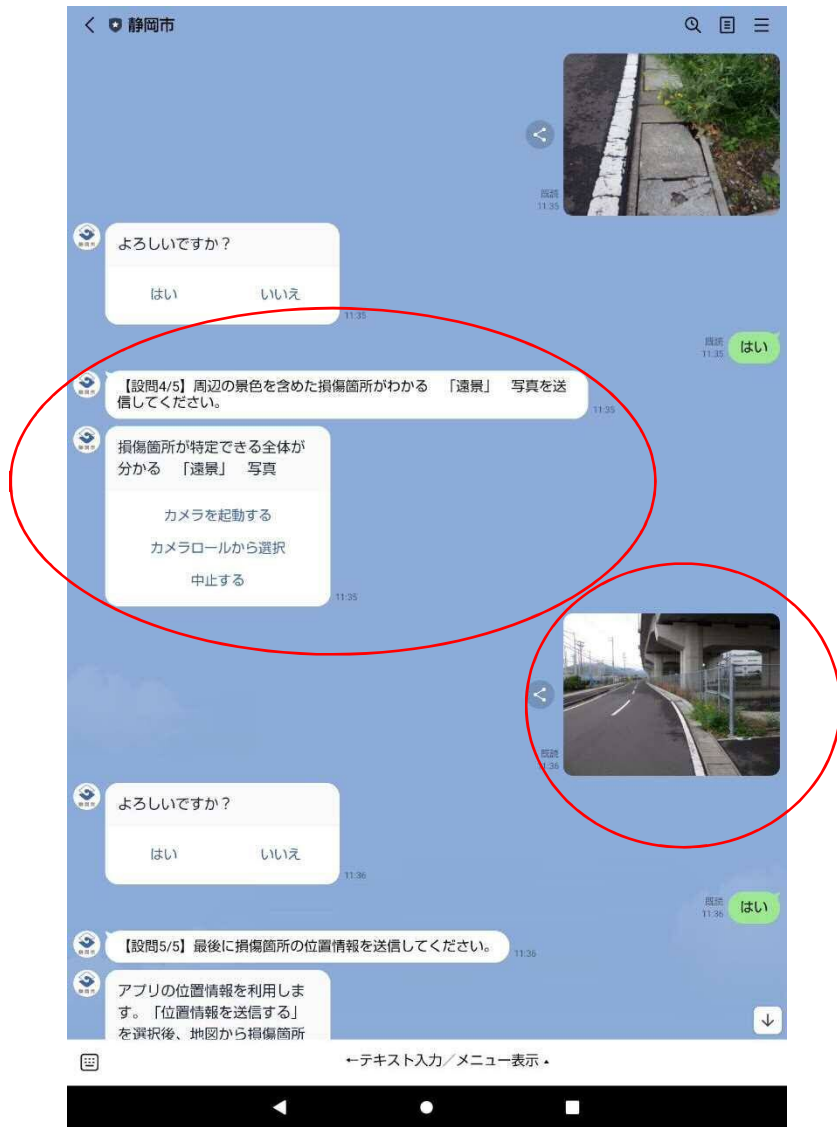 静岡市
既読
11:35
よろしいですか？
はい　いいえ
11:35
既読
11:35
はい
【設問4/5】周辺の景色を含めた損傷箇所がわかる　「遠景」　写真を送
信してください。
11:35
損傷箇所が特定できる全体が
分かる　「遠景」　写真
カメラを起動する
カメラロールから選択
中止する
11:35
既読
11:36
よろしいですか？
はい　いいえ
11:36
既読
11:36
はい
【設問5/5】最後に損傷箇所の位置情報を送信してください。
11:36
アプリの位置情報を利用しま
す。「位置情報を送信する」
を選択後、地図から損傷箇所
←テキスト入力／メニュー表示▲